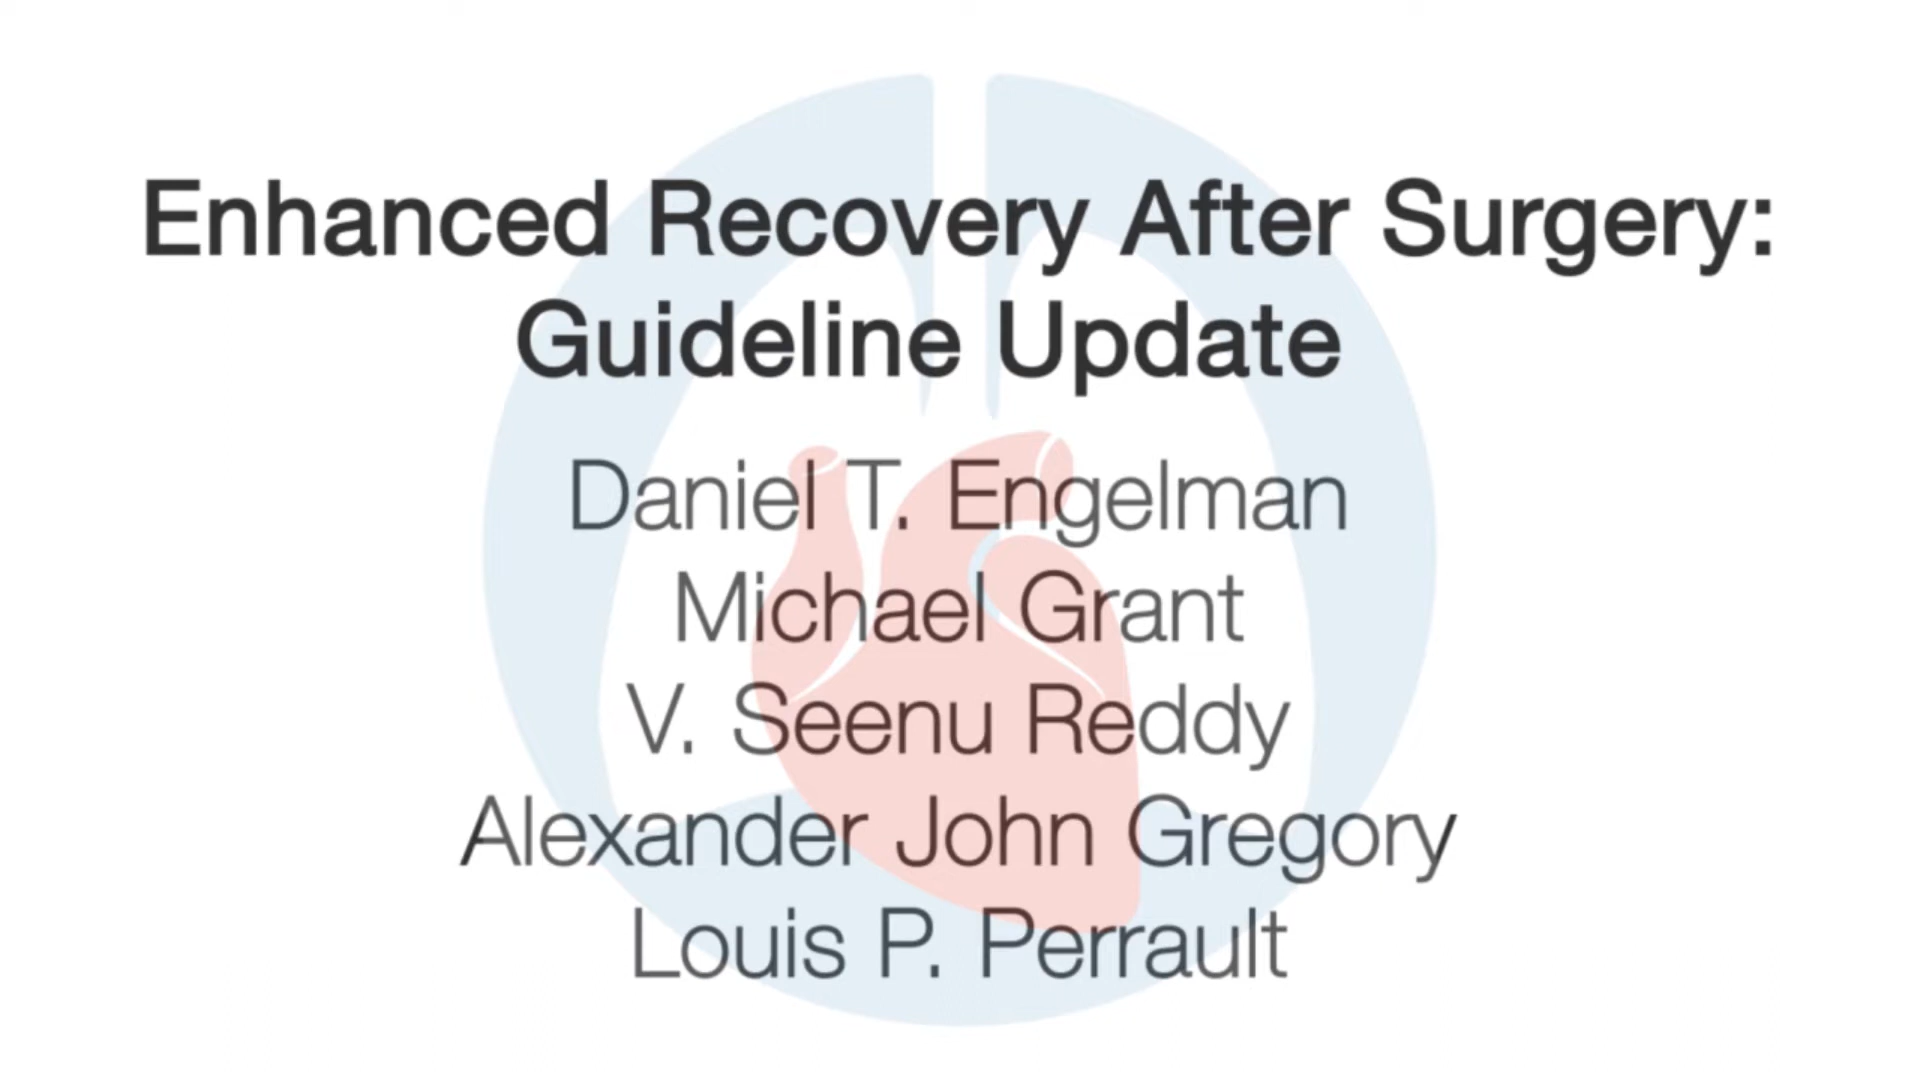 Enhanced Recovery After Surgery:
Guideline Update
Daniel T. Engelman
Michael Grant
V. Seenu Reddy
Alexander John Gregory
Louis P. Perrault